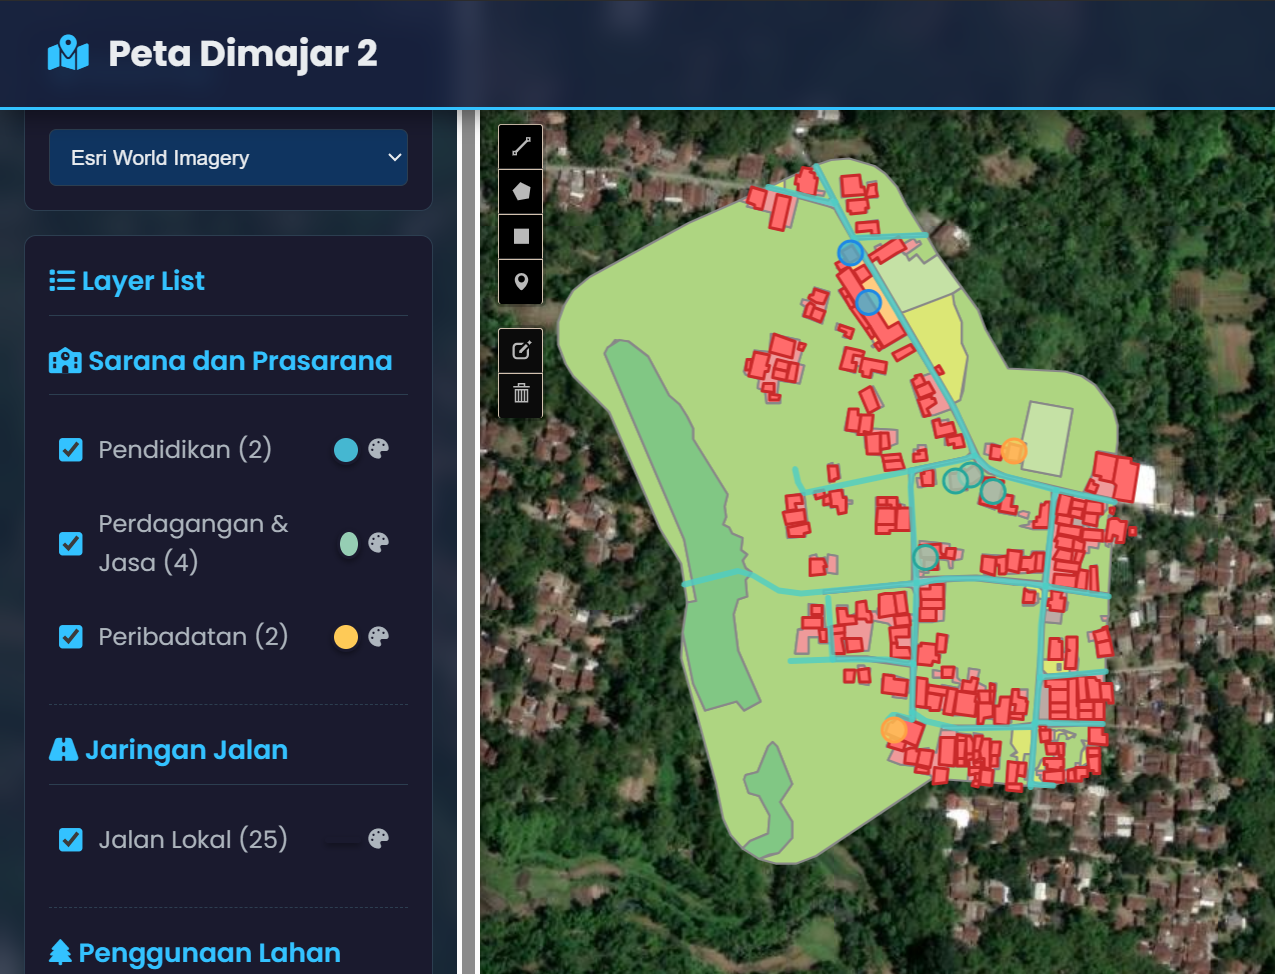 Peta Dimajar 2
Esri World Imagery
Layer List
Sarana dan Prasarana
Pendidikan (2)
Perdagangan &
Jasa (4)
Peribadatan (2)
Jaringan Jalan
Jalan Lokal (25)
Penggunaan Lahan